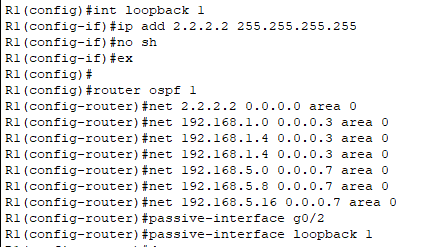 R1(config)#int loopback 1
R1(config-if)#ip add 2.2.2.2 255.255.255.255
R1(config-if)#no sh
R1(config-if)#ex
R1(config)#
R1(config)#router ospf 1
R1(config-router)#net 2.2.2.2 0.0.0.0 area 0
R1(config-router)#net 192.168.1.0 0.0.0.3 area 0
R1(config-router)#net 192.168.1.4 0.0.0.3 area 0
R1(config-router)#net 192.168.1.4 0.0.0.3 area 0
R1(config-router)#net 192.168.5.0 0.0.0.7 area 0
R1(config-router)#net 192.168.5.8 0.0.0.7 area 0
R1(config-router)#net 192.168.5.16 0.0.0.7 area 0
R1(config-router)#passive-interface g0/2
R1(config-router)#passive-interface loopback 1